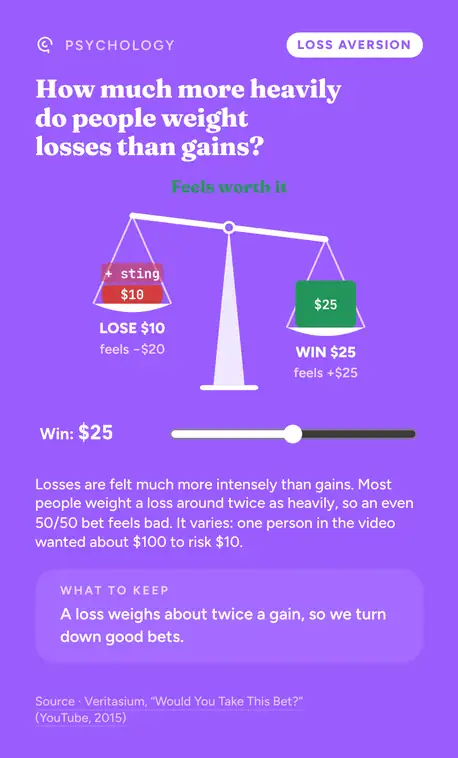 PSYCHOLOGY
LOSS AVERSION
How much more heavily
do people weight
losses than gains?
Feels worth it
+ sting
$10
$25
LOSE $10
feels −$20
WIN $25
feels +$25
Win: $25
Losses are felt much more intensely than gains. Most
people weight a loss around twice as heavily, so an even
50/50 bet feels bad. It varies: one person in the video
wanted about $100 to risk $10.
WHAT TO KEEP
A loss weighs about twice a gain, so we turn
down good bets.
Source · Veritasium, “Would You Take This Bet?”
(YouTube, 2015)